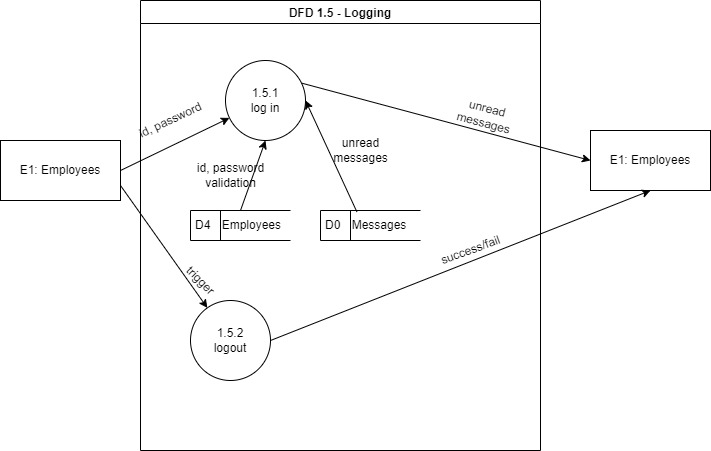 DFD 1.5 - Logging
1.5.1
log in
id, password
unread
messages
unread
messages
E1: Employees
E1: Employees
id, password
validation
D4
Employees
D0
Messages
success/fail
trigger
1.5.2
logout